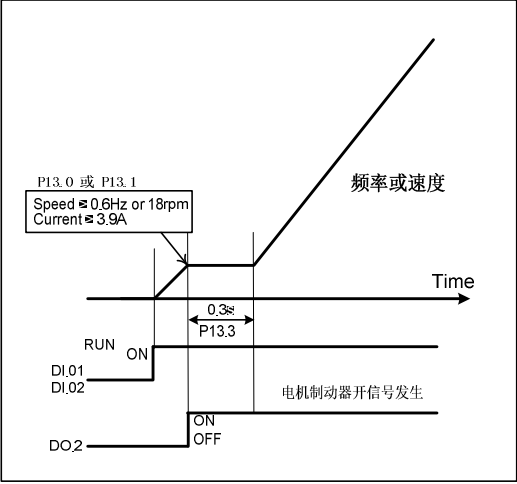 P13.0 或 P13.1
Speed ≦ 0.6Hz or 18rpm
Current ≦ 3.9A
频率或速度
Time
0.3s
P13.3
RUN
ON
DI.01
DI.02
电机制动器开信号发生
ON
OFF
DO.2